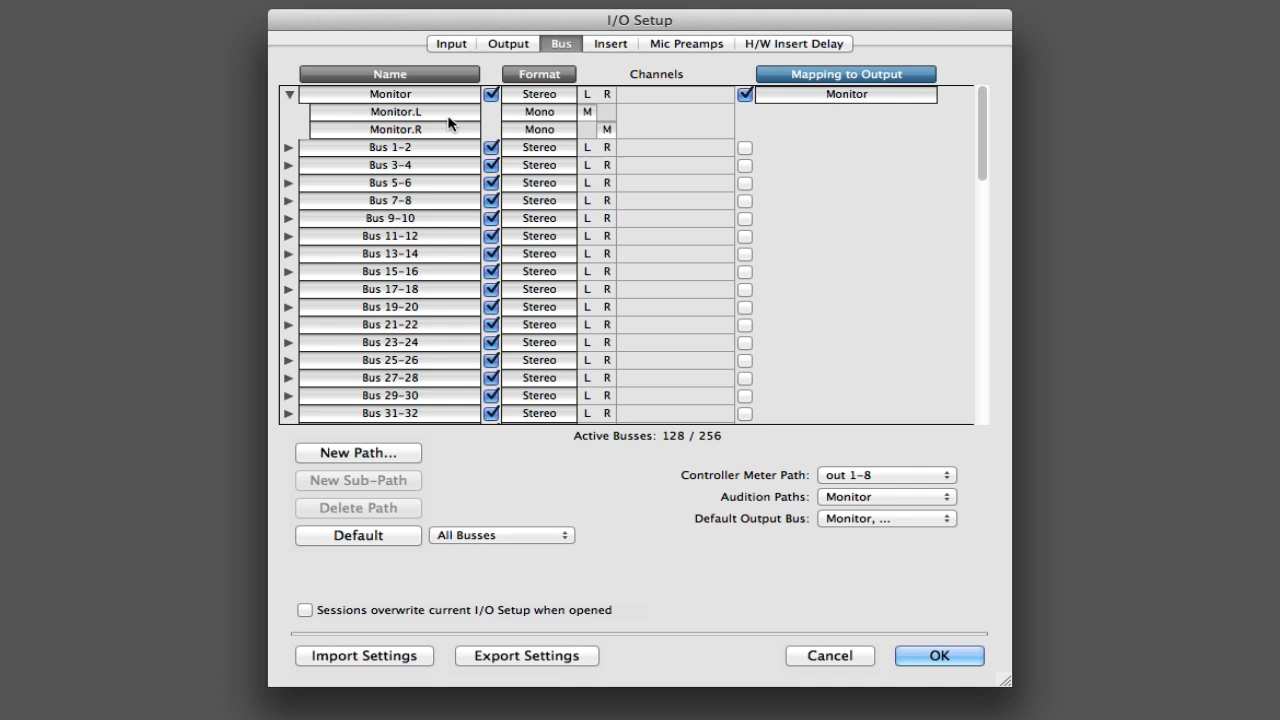 I/O Setup
Input Output Bus Insert Mic Preamps H/W Insert Delay
Name Format Channels Mapping to Output
Monitor Stereo L R Monitor
Monitor.L Mono M
Monitor.R Mono M
Bus 1-2 Stereo L R
Bus 3-4 Stereo L R
Bus 5-6 Stereo L R
Bus 7-8 Stereo L R
Bus 9-10 Stereo L R
Bus 11-12 Stereo L R
Bus 13-14 Stereo L R
Bus 15-16 Stereo L R
Bus 17-18 Stereo L R
Bus 19-20 Stereo L R
Bus 21-22 Stereo L R
Bus 23-24 Stereo L R
Bus 25-26 Stereo L R
Bus 27-28 Stereo L R
Bus 29-30 Stereo L R
Bus 31-32 Stereo L R
Active Busses: 128 / 256
New Path...
New Sub-Path
Delete Path
Default All Busses
Controller Meter Path: out 1-8
Audition Paths: Monitor
Default Output Bus: Monitor, ...
Sessions overwrite current I/O Setup when opened
Import Settings Export Settings Cancel OK